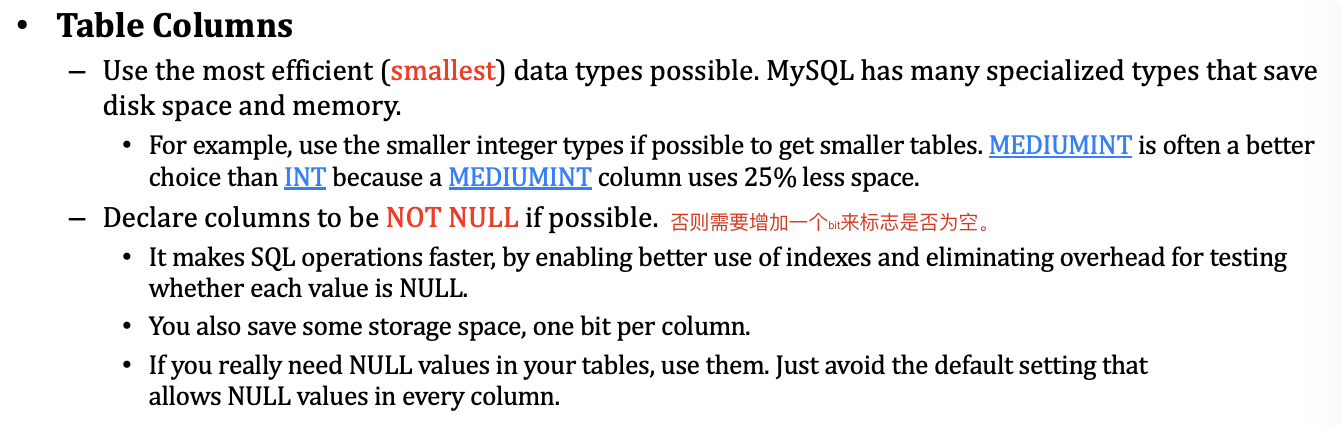 • Table Columns
– Use the most efficient (smallest) data types possible. MySQL has many specialized types that save
disk space and memory.
• For example, use the smaller integer types if possible to get smaller tables. MEDIUMINT is often a better
choice than INT because a MEDIUMINT column uses 25% less space.
– Declare columns to be NOT NULL if possible. 否则需要增加一个bit来标志是否为空。
• It makes SQL operations faster, by enabling better use of indexes and eliminating overhead for testing
whether each value is NULL.
• You also save some storage space, one bit per column.
• If you really need NULL values in your tables, use them. Just avoid the default setting that
allows NULL values in every column.